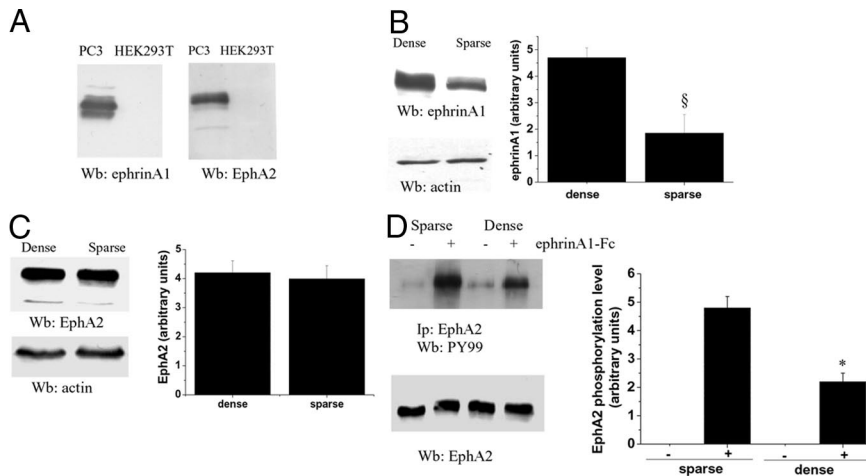 A
PC3 HEK293T
PC3 HEK293T
Wb: ephrinA1
Wb: EphA2
B
Dense Sparse
Wb: ephrinA1
Wb: actin
ephrinA1 (arbitrary units)
5
4
3
2
1
0
§
dense sparse
C
Dense Sparse
Wb: EphA2
Wb: actin
EphA2 (arbitrary units)
5
4
3
2
1
0
dense sparse
D
Sparse Dense
- + - + ephrinA1-Fc
Ip: EphA2
Wb: PY99
Wb: EphA2
EphA2 phosphorylation level
(arbitrary units)
6
5
4
3
2
1
0
*
- + - +
sparse dense